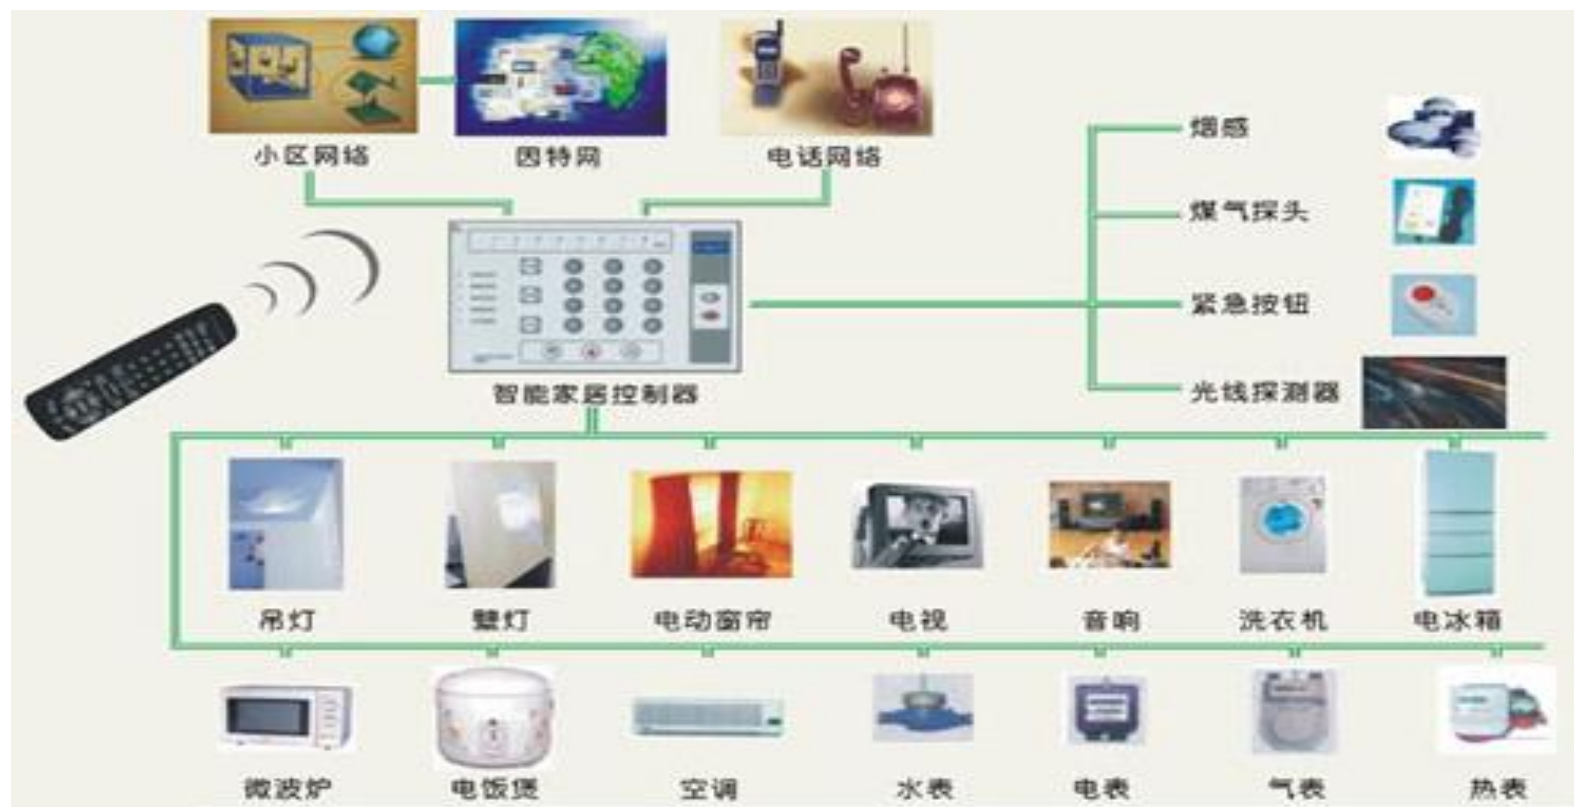 小区网络
因特网
电话网络
烟感
煤气探头
紧急按钮
光线探测器
智能家居控制器
吊灯
壁灯
电动窗帘
电视
音响
洗衣机
电冰箱
微波炉
电饭煲
空调
水表
电表
气表
热表